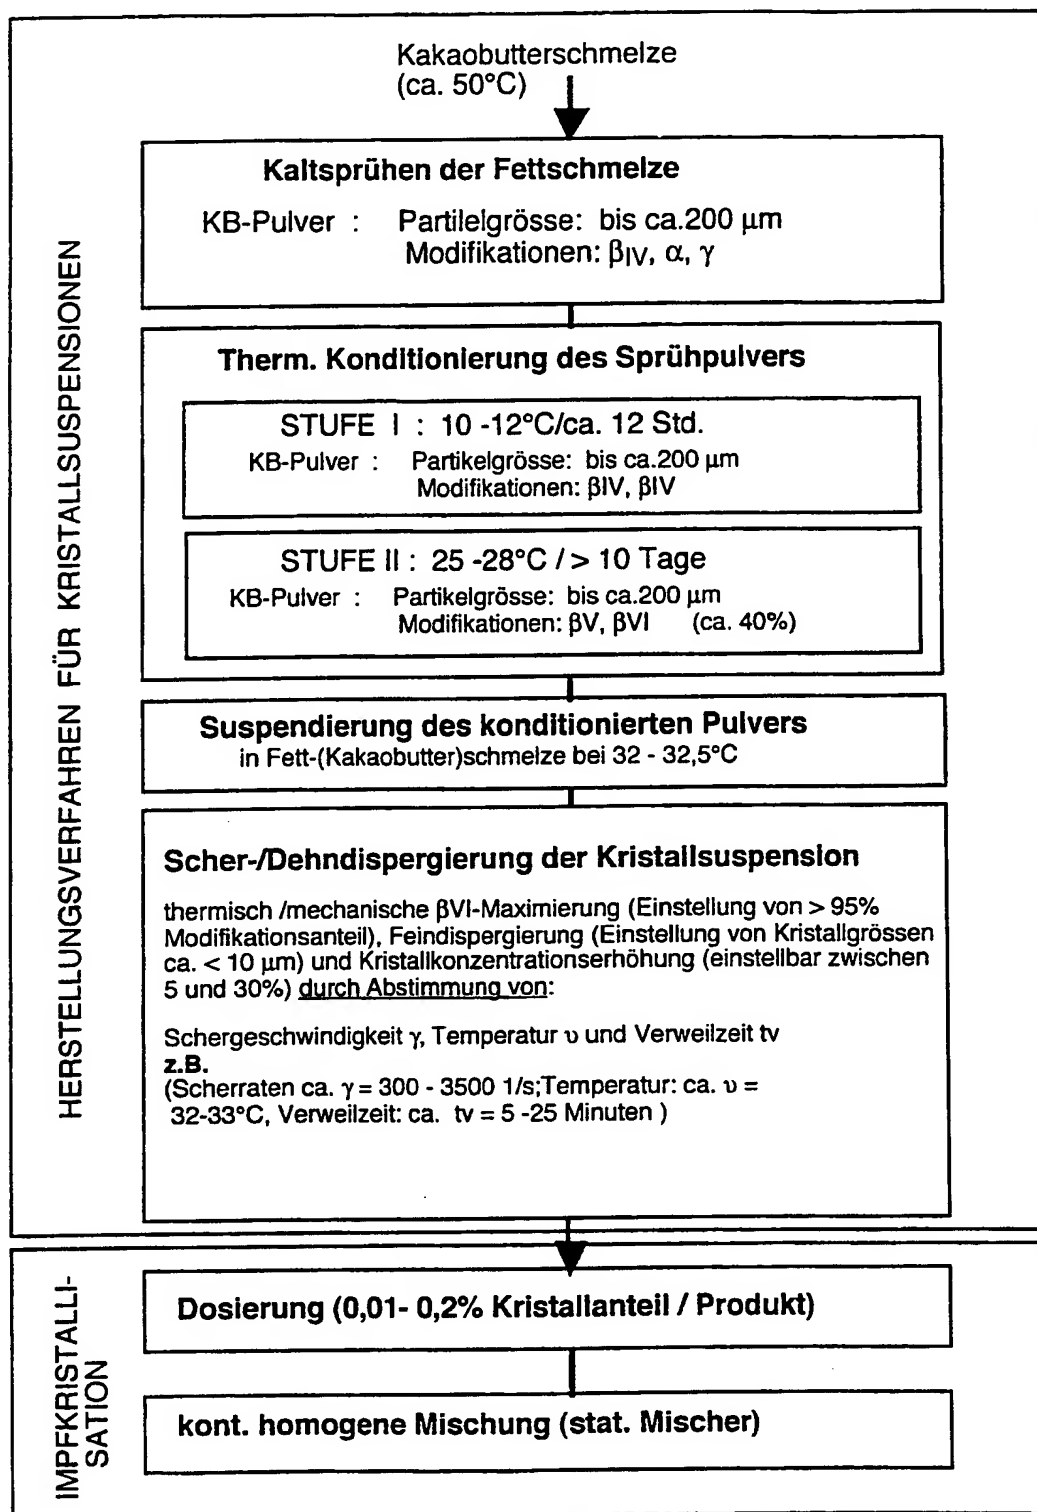 Kakaobutterschmelze
(ca. 50°C)
HERSTELLUNGSVERFAHREN FÜR KRISTALLSUSPENSIONEN
Kaltsprühen der Fettschmelze
KB-Pulver : Partilelgrösse: bis ca.200 µm
Modifikationen: βIV, α, γ
Therm. Konditionierung des Sprühpulvers
STUFE I : 10 -12°C/ca. 12 Std.
KB-Pulver : Partikelgrösse: bis ca.200 µm
Modifikationen: βIV, βIV
STUFE II : 25 -28°C / > 10 Tage
KB-Pulver : Partikelgrösse: bis ca.200 µm
Modifikationen: βV, βVI (ca. 40%)
Suspendierung des konditionierten Pulvers
in Fett-(Kakaobutter)schmelze bei 32 - 32,5°C
Scher-/Dehndispergierung der Kristallsuspension
thermisch /mechanische βVI-Maximierung (Einstellung von > 95%
Modifikationsanteil), Feindispergierung (Einstellung von Kristallgrössen
ca. < 10 µm) und Kristallkonzentrationserhöhung (einstellbar zwischen
5 und 30%) durch Abstimmung von:
Schergeschwindigkeit γ, Temperatur υ und Verweilzeit tv
z.B.
(Scherraten ca. γ = 300 - 3500 1/s;Temperatur: ca. υ =
32-33°C, Verweilzeit: ca. tv = 5 -25 Minuten )
IMPFKRISTALLI-
SATION
Dosierung (0,01- 0,2% Kristallanteil / Produkt)
kont. homogene Mischung (stat. Mischer)